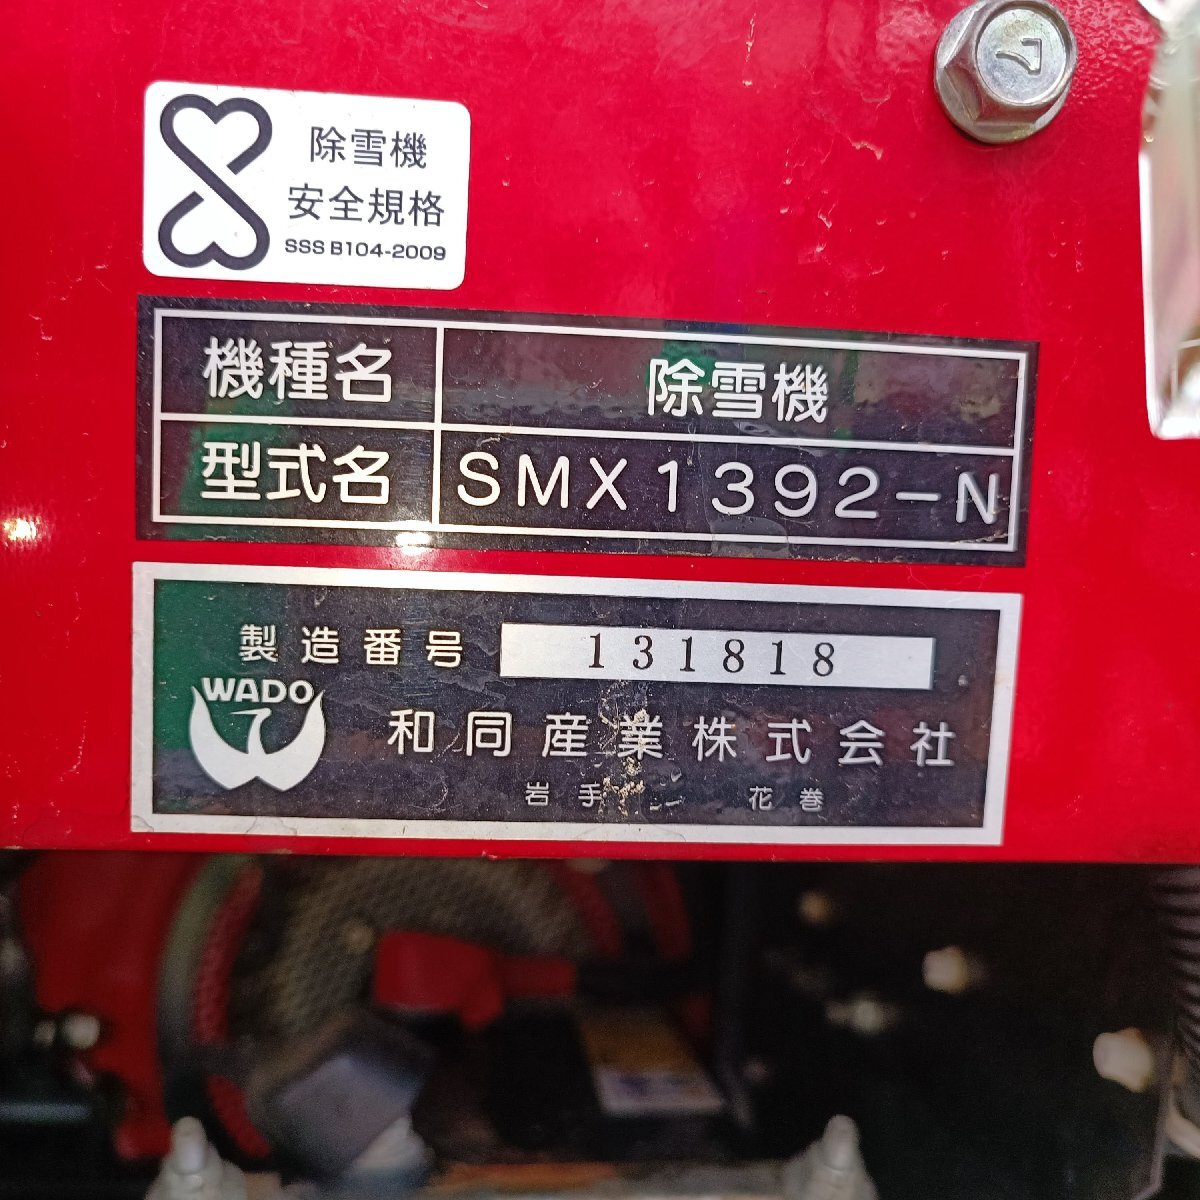 除雪機
安全規格
SSS B104-2009
機種名 除雪機
型式名 SMX1392-N
製造番号 131818
WADO
和同産業株式会社
岩手 花巻